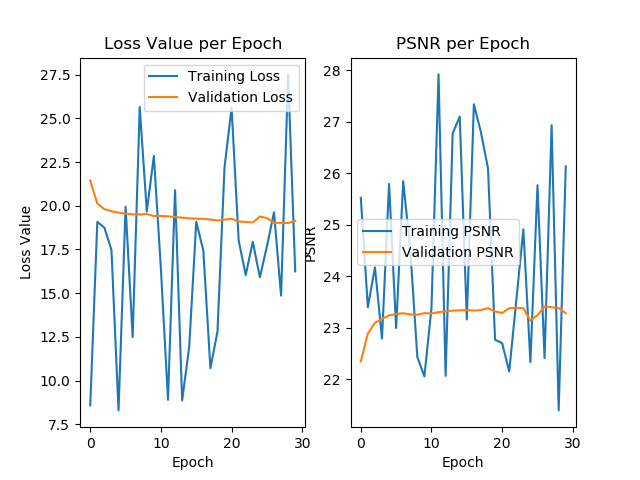 Loss Value per Epoch
Training Loss
Validation Loss
27.5
25.0
22.5
20.0
17.5
15.0
12.5
10.0
7.5
Loss Value
0
10
20
30
Epoch
PSNR per Epoch
Training PSNR
Validation PSNR
28
27
26
25
24
23
22
PSNR
0
10
20
30
Epoch